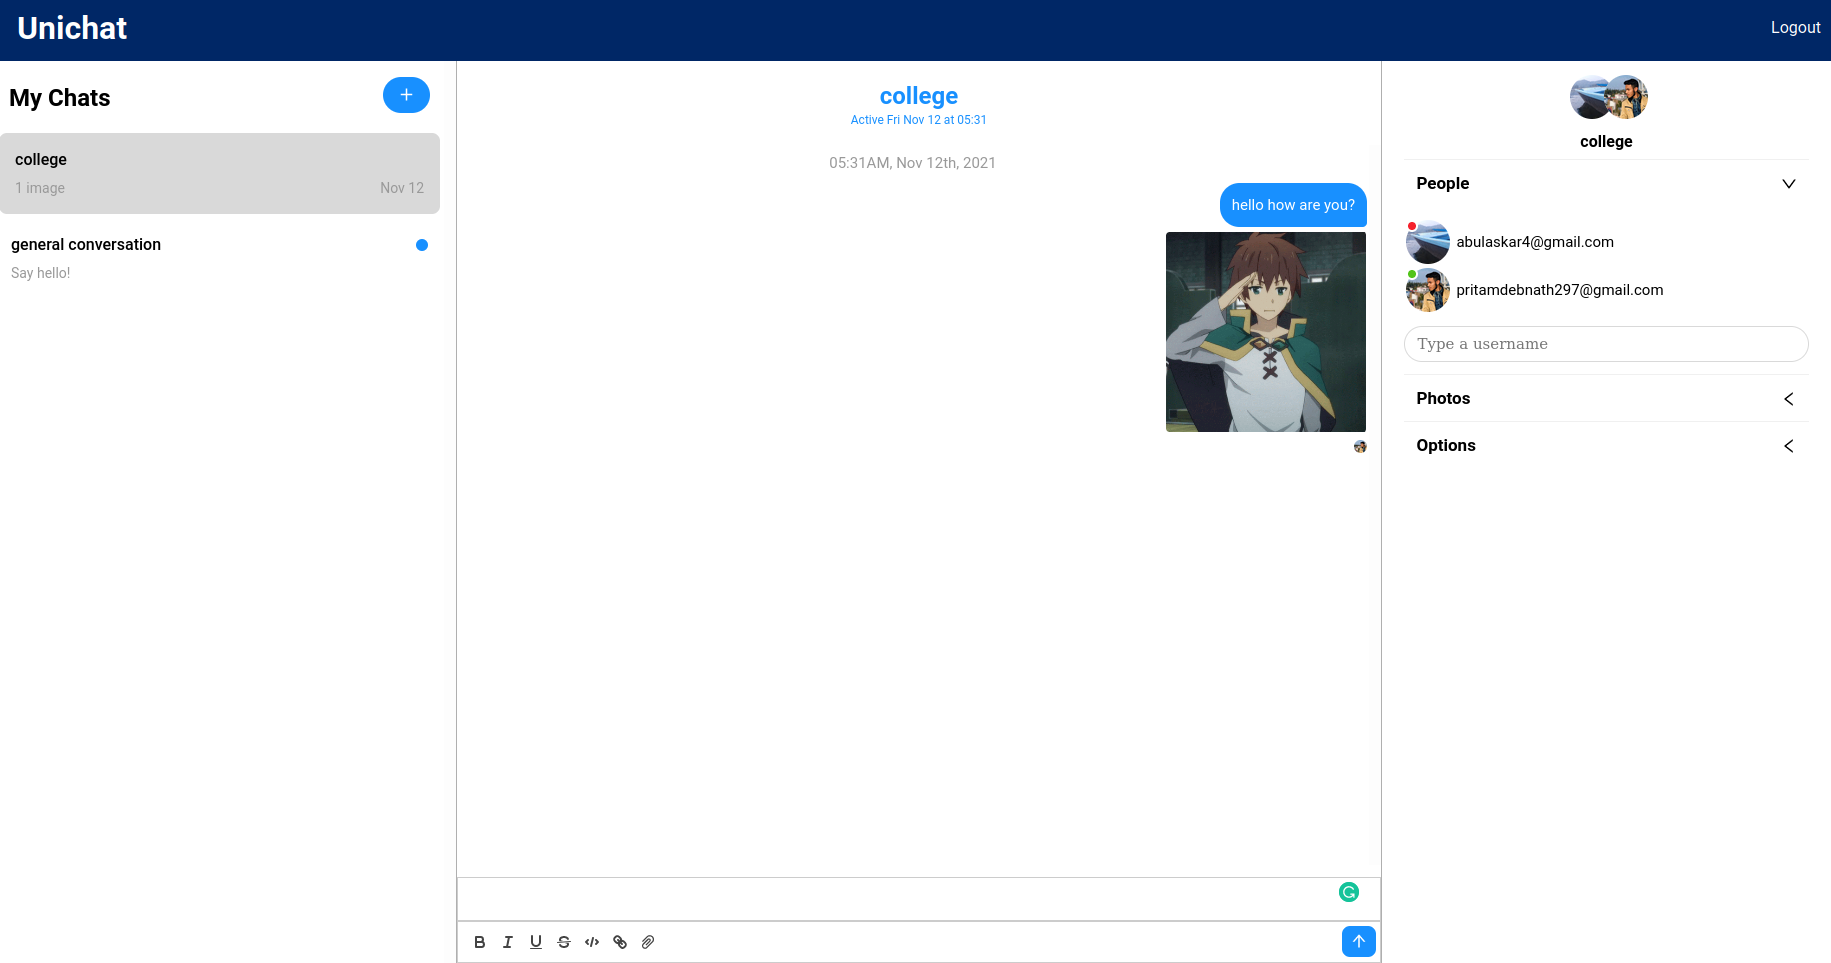 Unichat
Logout
My Chats
+
college
1 image
Nov 12
general conversation
Say hello!
college
Active Fri Nov 12 at 05:31
05:31AM, Nov 12th, 2021
hello how are you?
college
People
abulaskar4@gmail.com
pritamdebnath297@gmail.com
Type a username
Photos
Options
B I U S </>